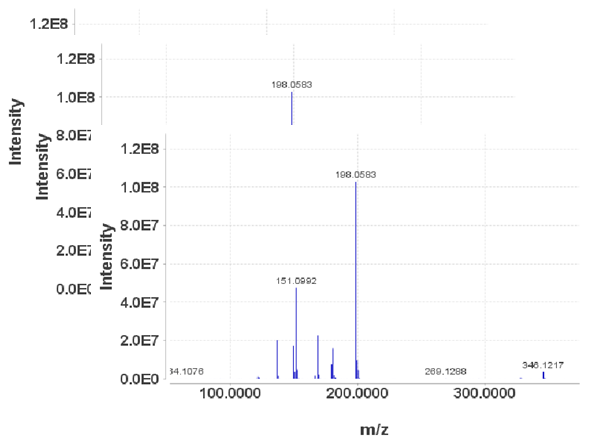 1.2E8
1.2E8
198.0583
1.0E8
Intensity
8.0E7
1.2E8
Intensity
6.0E7
198.0583
1.0E8
4.0E7
8.0E7
2.0E7
Intensity
6.0E7
151.0992
0.0E0
4.0E7
2.0E7
34.1076
269.1288
346.1217
0.0E0
100.0000
200.0000
300.0000
m/z